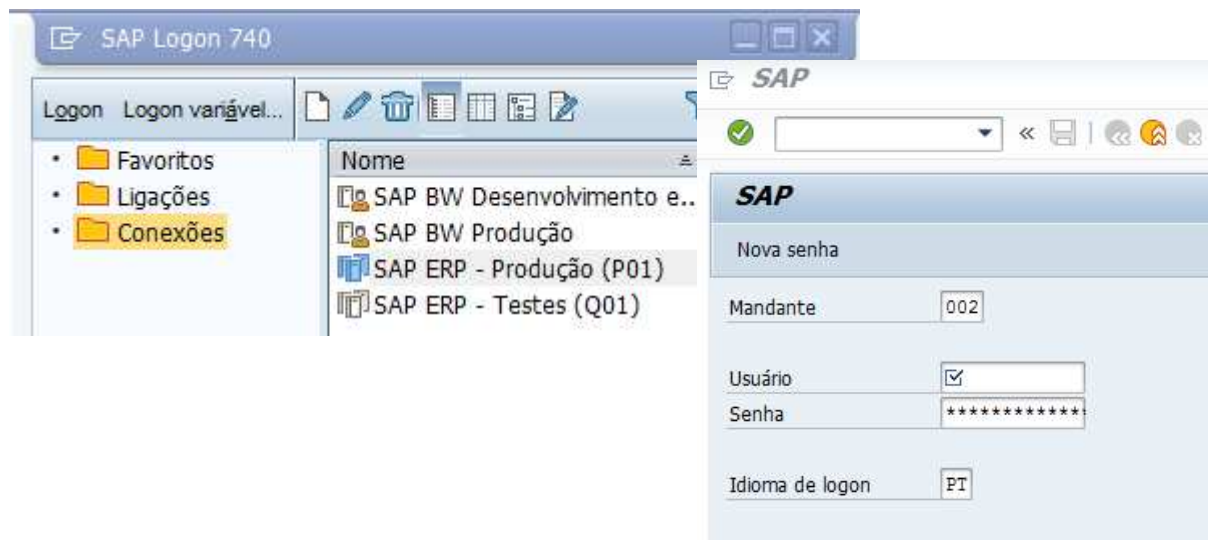 SAP Logon 740
Logon Logon variável...
Favoritos
Ligações
Conexões
Nome
SAP BW Desenvolvimento e..
SAP BW Produção
SAP ERP - Produção (P01)
SAP ERP - Testes (Q01)
SAP
SAP
Nova senha
Mandante 002
Usuário
Senha *************
Idioma de logon PT